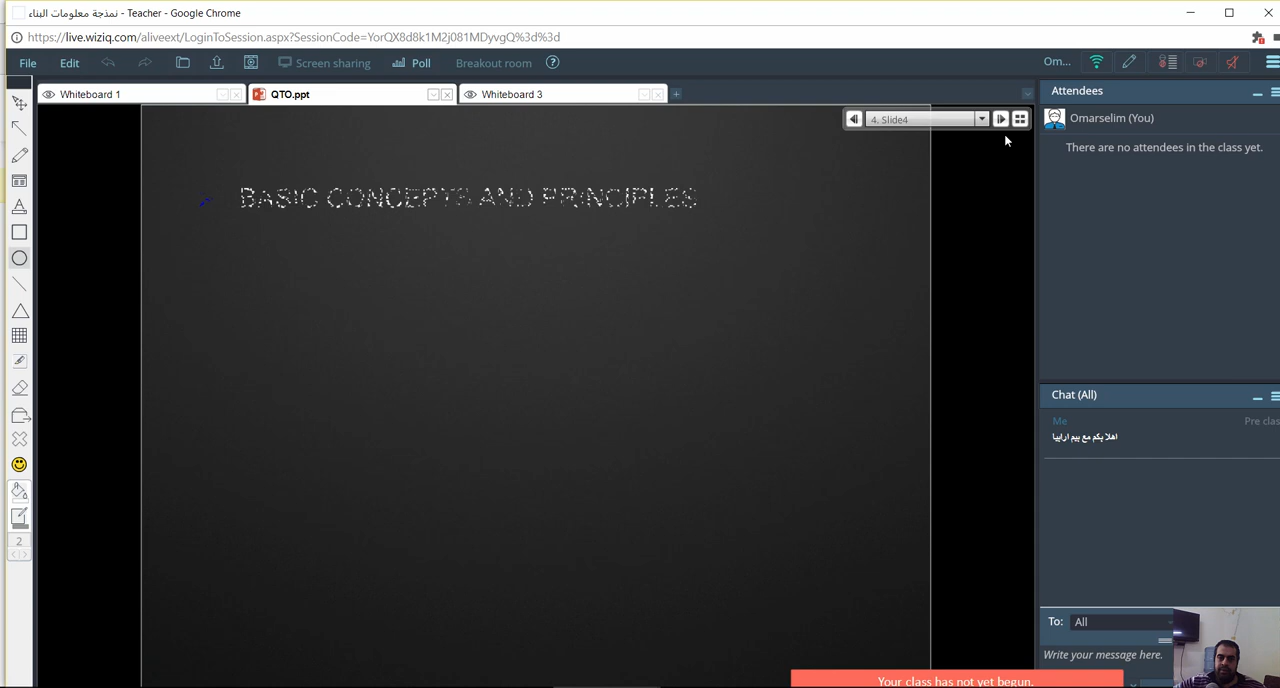 نمذجة معلومات البناء - Teacher - Google Chrome
https://live.wiziq.com/aliveext/LoginToSession.aspx?SessionCode=YorQX8d8k1M2j081MDyvgQ%3d%3d
File Edit Screen sharing Poll Breakout room ? Om...
Whiteboard 1 QTO.ppt Whiteboard 3
Attendees
4. Slide4
Omarselim (You)
There are no attendees in the class yet.
BASIC CONCEPTS AND PRINCIPLES
Chat (All)
Me Pre clas
اهلا بكم مع بيم ارابيا
2
To: All
Write your message here.
Your class has not yet begun.